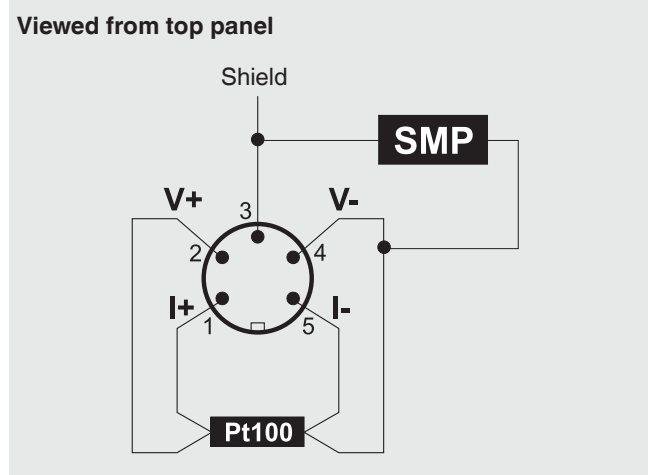 Viewed from top panel
Shield
SMP
V+ 3 V-
2 4
I+ I-
1 5
Pt100